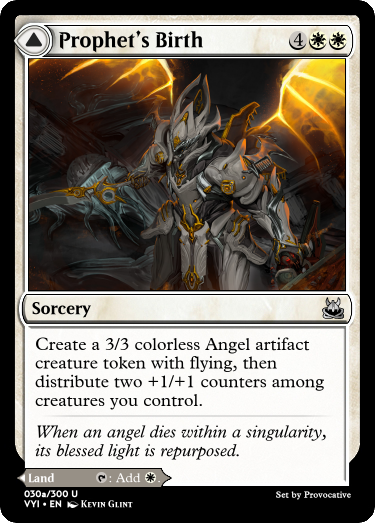 Prophet's Birth 4
Sorcery
Create a 3/3 colorless Angel artifact
creature token with flying, then
distribute two +1/+1 counters among
creatures you control.
When an angel dies within a singularity,
its blessed light is repurposed.
Land : Add .
030a/300 U
VYI • EN Kevin Glint
Set by Provocative